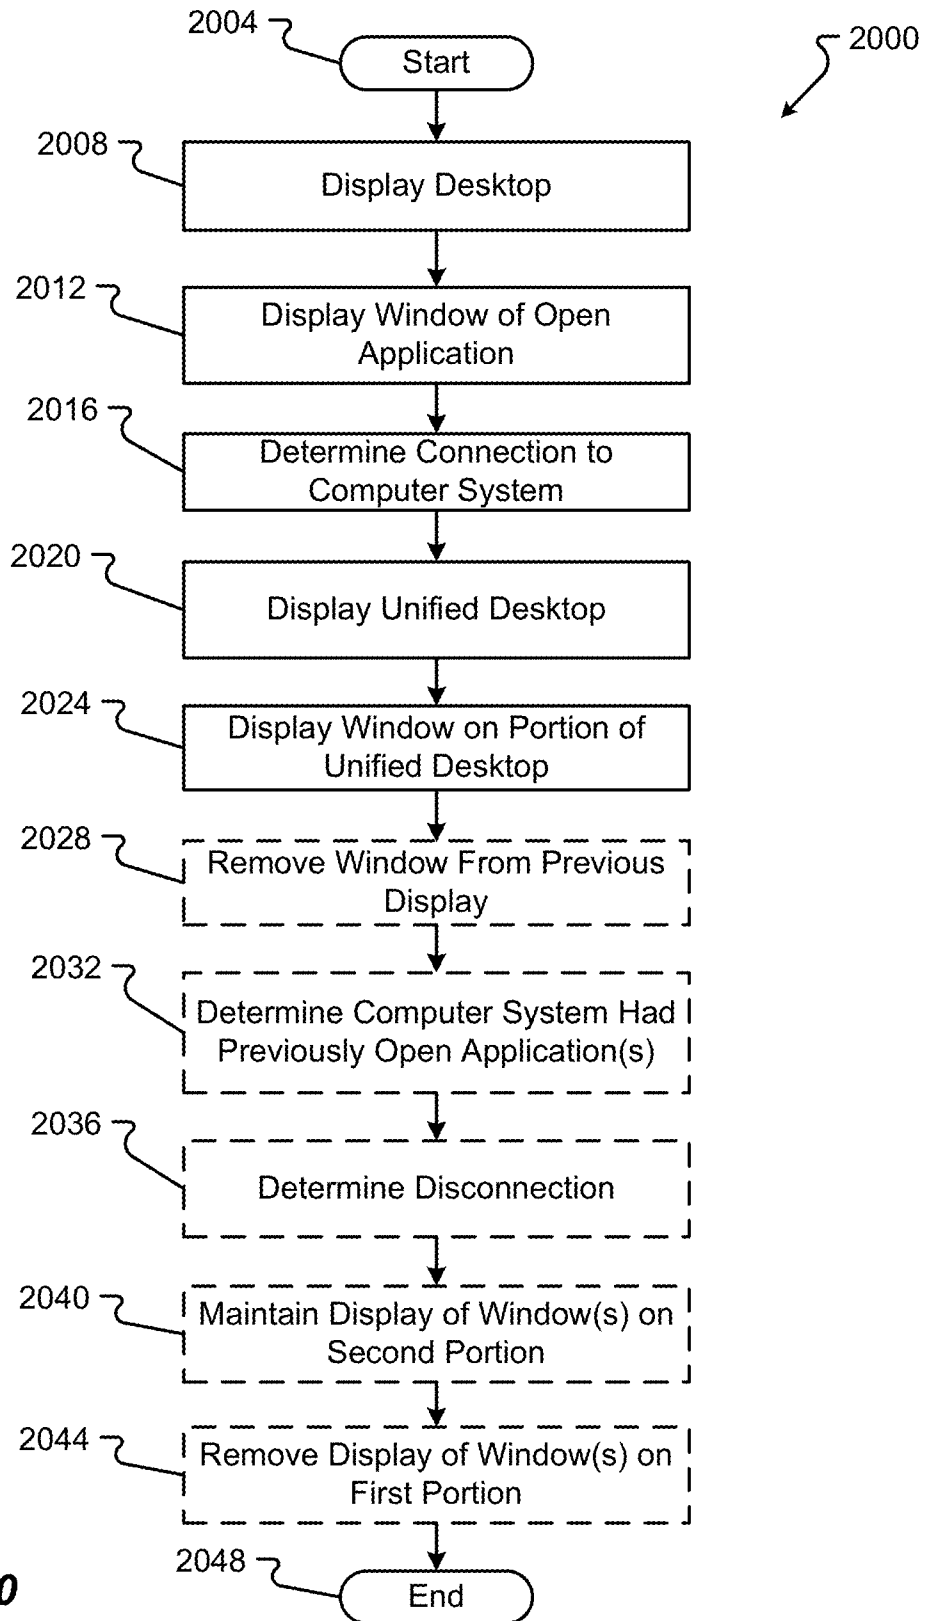 2004
Start
2000
2008
Display Desktop
2012
Display Window of Open
Application
2016
Determine Connection to
Computer System
2020
Display Unified Desktop
2024
Display Window on Portion of
Unified Desktop
2028
Remove Window From Previous
Display
2032
Determine Computer System Had
Previously Open Application(s)
2036
Determine Disconnection
2040
Maintain Display of Window(s) on
Second Portion
2044
Remove Display of Window(s) on
First Portion
2048
End
0